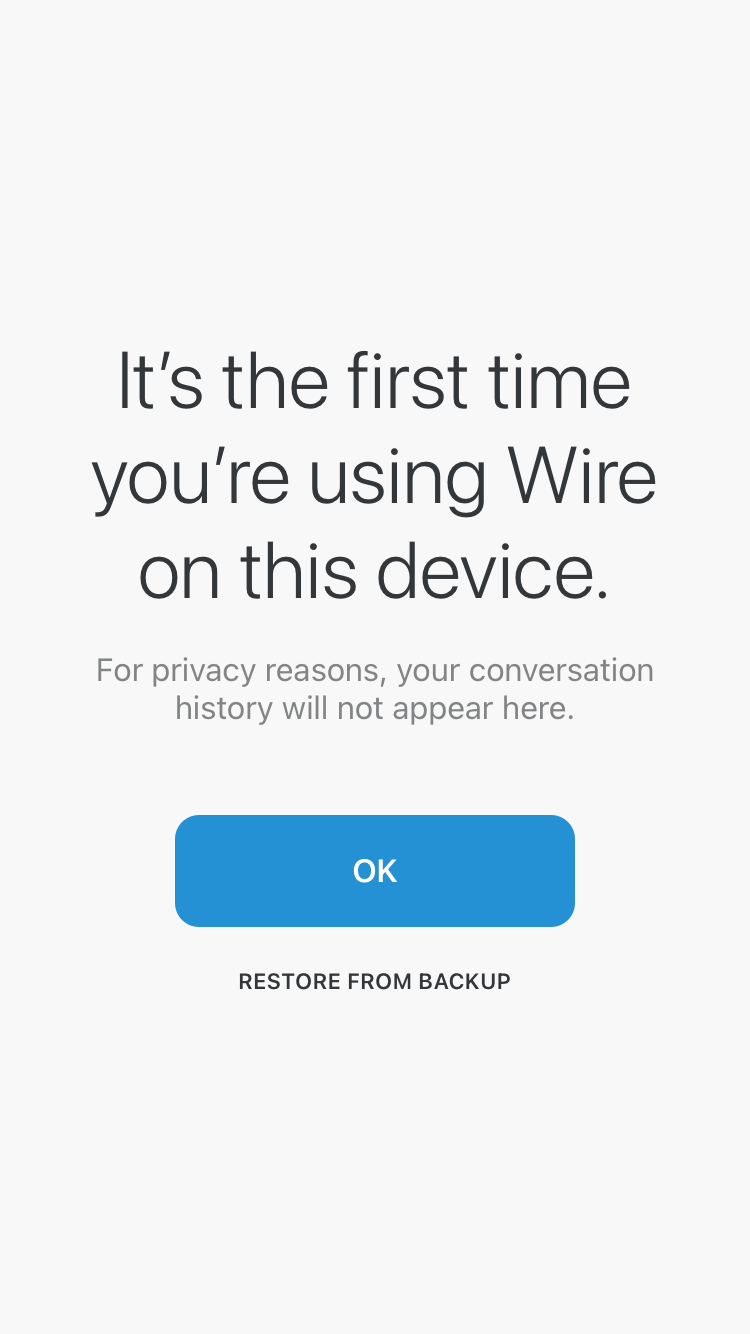 It’s the first time
you’re using Wire
on this device.
For privacy reasons, your conversation
history will not appear here.
OK
RESTORE FROM BACKUP